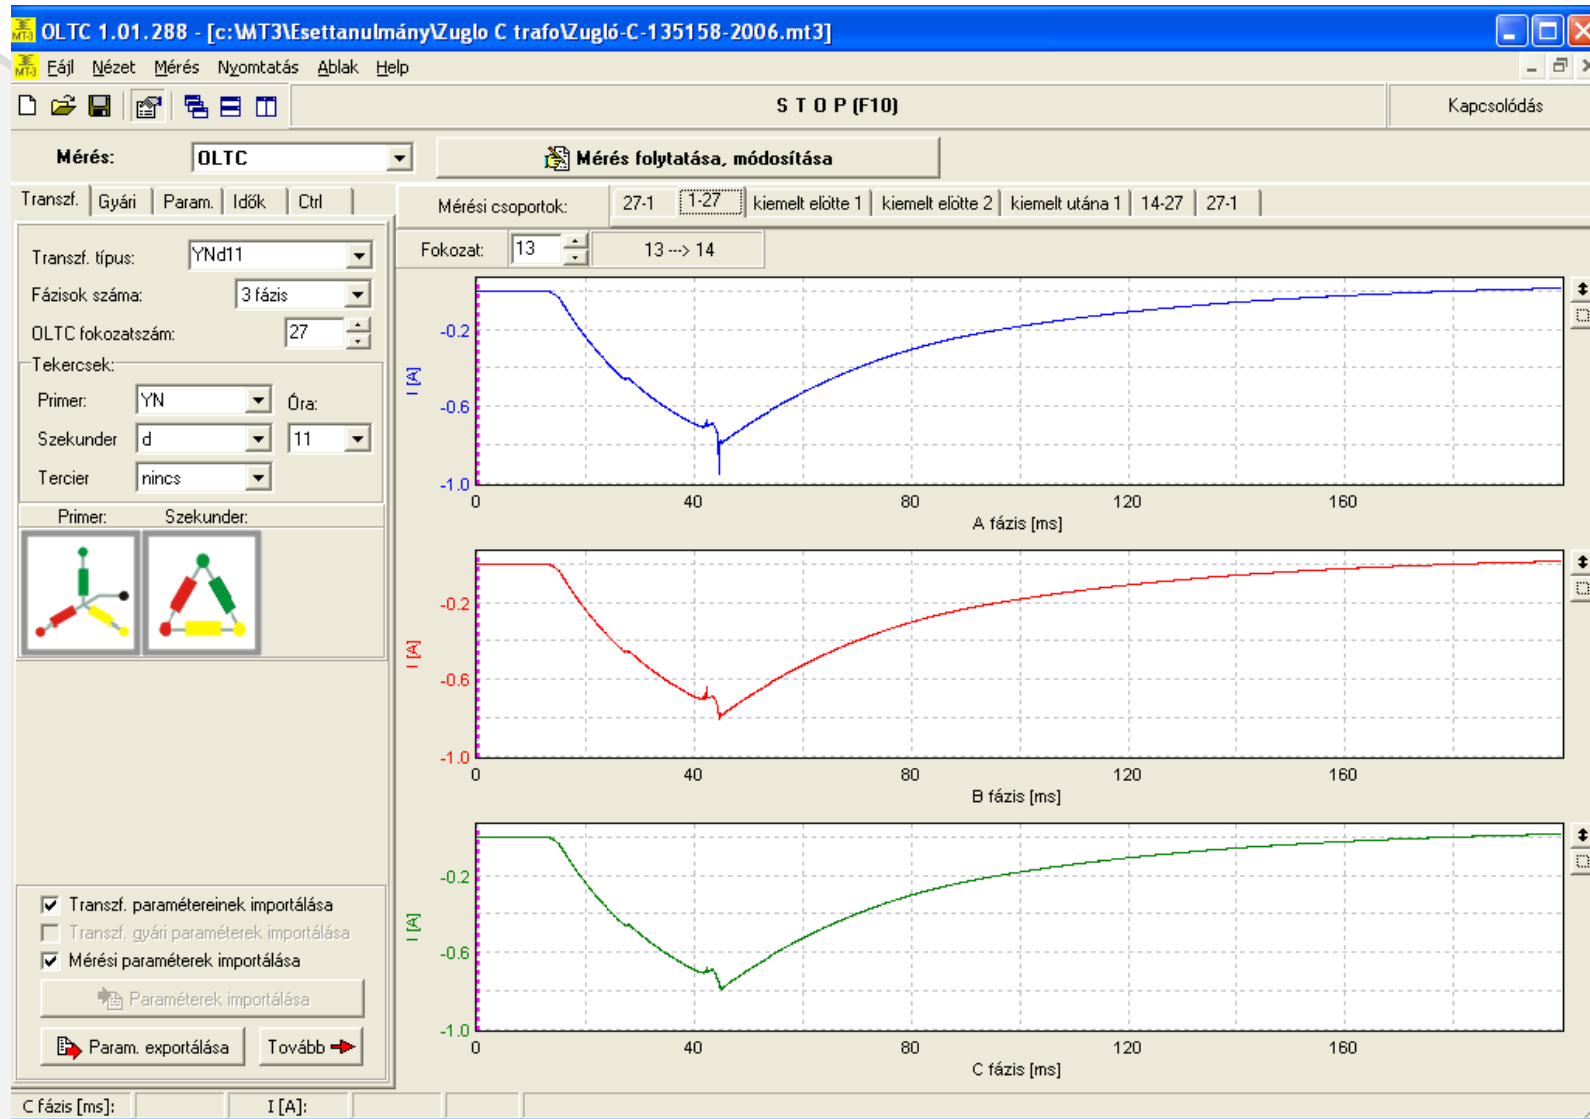 OLTC 1.01.288 - [c:\MT3\Esettanulmány\Zuglo C trafo\Zugló-C-135158-2006.mt3]
MT-3 Fájl Nézet Mérés Nyomtatás Ablak Help
S T O P (F10) Kapcsolódás
Mérés: OLTC Mérés folytatása, módosítása
Transzf. Gyári Param. Idők Ctrl
Mérési csoportok: 27-1 1-27 kiemelt elötte 1 kiemelt elötte 2 kiemelt utána 1 14-27 27-1
Fokozat: 13 13 ---> 14
Transzf. típus: YNd11
Fázisok száma: 3 fázis
OLTC fokozatszám: 27
Tekercsek:
Primer: YN Óra:
Szekunder d 11
Tercier nincs
Primer: Szekunder:
Transzf. paramétereinek importálása
Transzf. gyári paraméterek importálása
Mérési paraméterek importálása
Paraméterek importálása
Param. exportálása Tovább
I [A]
-0.2
-0.6
-1.0
0 40 80 120 160
A fázis [ms]
I [A]
-0.2
-0.6
-1.0
0 40 80 120 160
B fázis [ms]
I [A]
-0.2
-0.6
-1.0
0 40 80 120 160
C fázis [ms]
C fázis [ms]: I [A]: